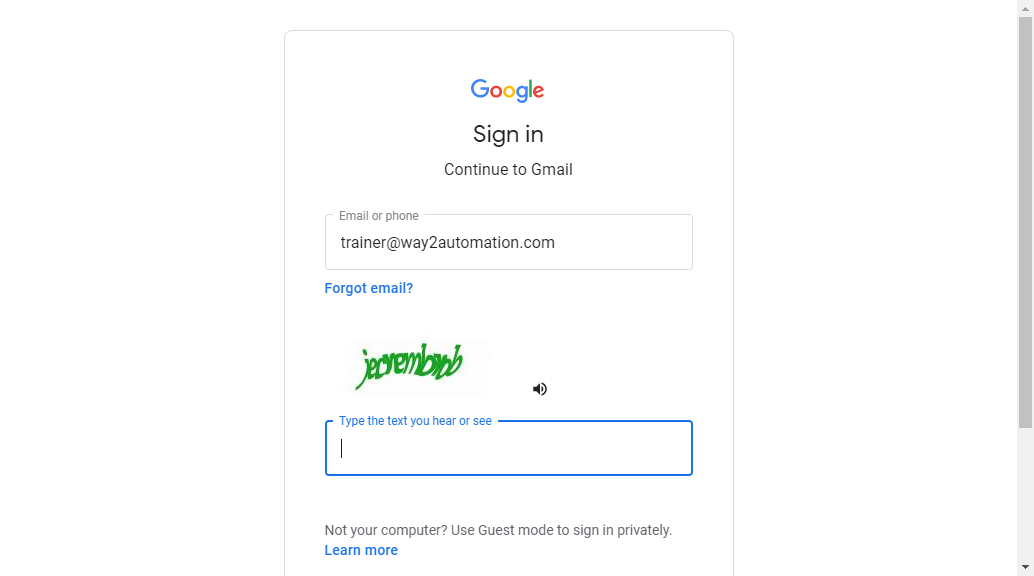 Google
Sign in
Continue to Gmail
Email or phone
trainer@way2automation.com
Forgot email?
Type the text you hear or see
Not your computer? Use Guest mode to sign in privately.
Learn more